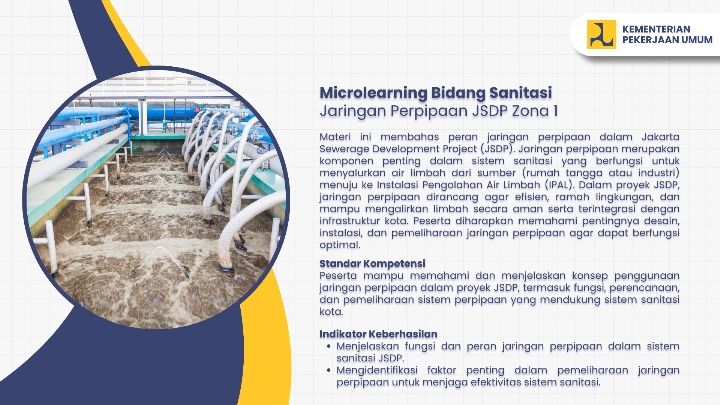 KEMENTERIAN
PEKERJAAN UMUM
Microlearning Bidang Sanitasi
Jaringan Perpipaan JSDP Zona 1
Materi ini membahas peran jaringan perpipaan dalam Jakarta
Sewerage Development Project (JSDP). Jaringan perpipaan merupakan
komponen penting dalam sistem sanitasi yang berfungsi untuk
menyalurkan air limbah dari sumber (rumah tangga atau industri)
menuju ke Instalasi Pengolahan Air Limbah (IPAL). Dalam proyek JSDP,
jaringan perpipaan dirancang agar efisien, ramah lingkungan, dan
mampu mengalirkan limbah secara aman serta terintegrasi dengan
infrastruktur kota. Peserta diharapkan memahami pentingnya desain,
instalasi, dan pemeliharaan jaringan perpipaan agar dapat berfungsi
optimal.
Standar Kompetensi
Peserta mampu memahami dan menjelaskan konsep penggunaan
jaringan perpipaan dalam proyek JSDP, termasuk fungsi, perencanaan,
dan pemeliharaan sistem perpipaan yang mendukung sistem sanitasi
kota.
Indikator Keberhasilan
• Menjelaskan fungsi dan peran jaringan perpipaan dalam sistem
sanitasi JSDP.
• Mengidentifikasi faktor penting dalam pemeliharaan jaringan
perpipaan untuk menjaga efektivitas sistem sanitasi.